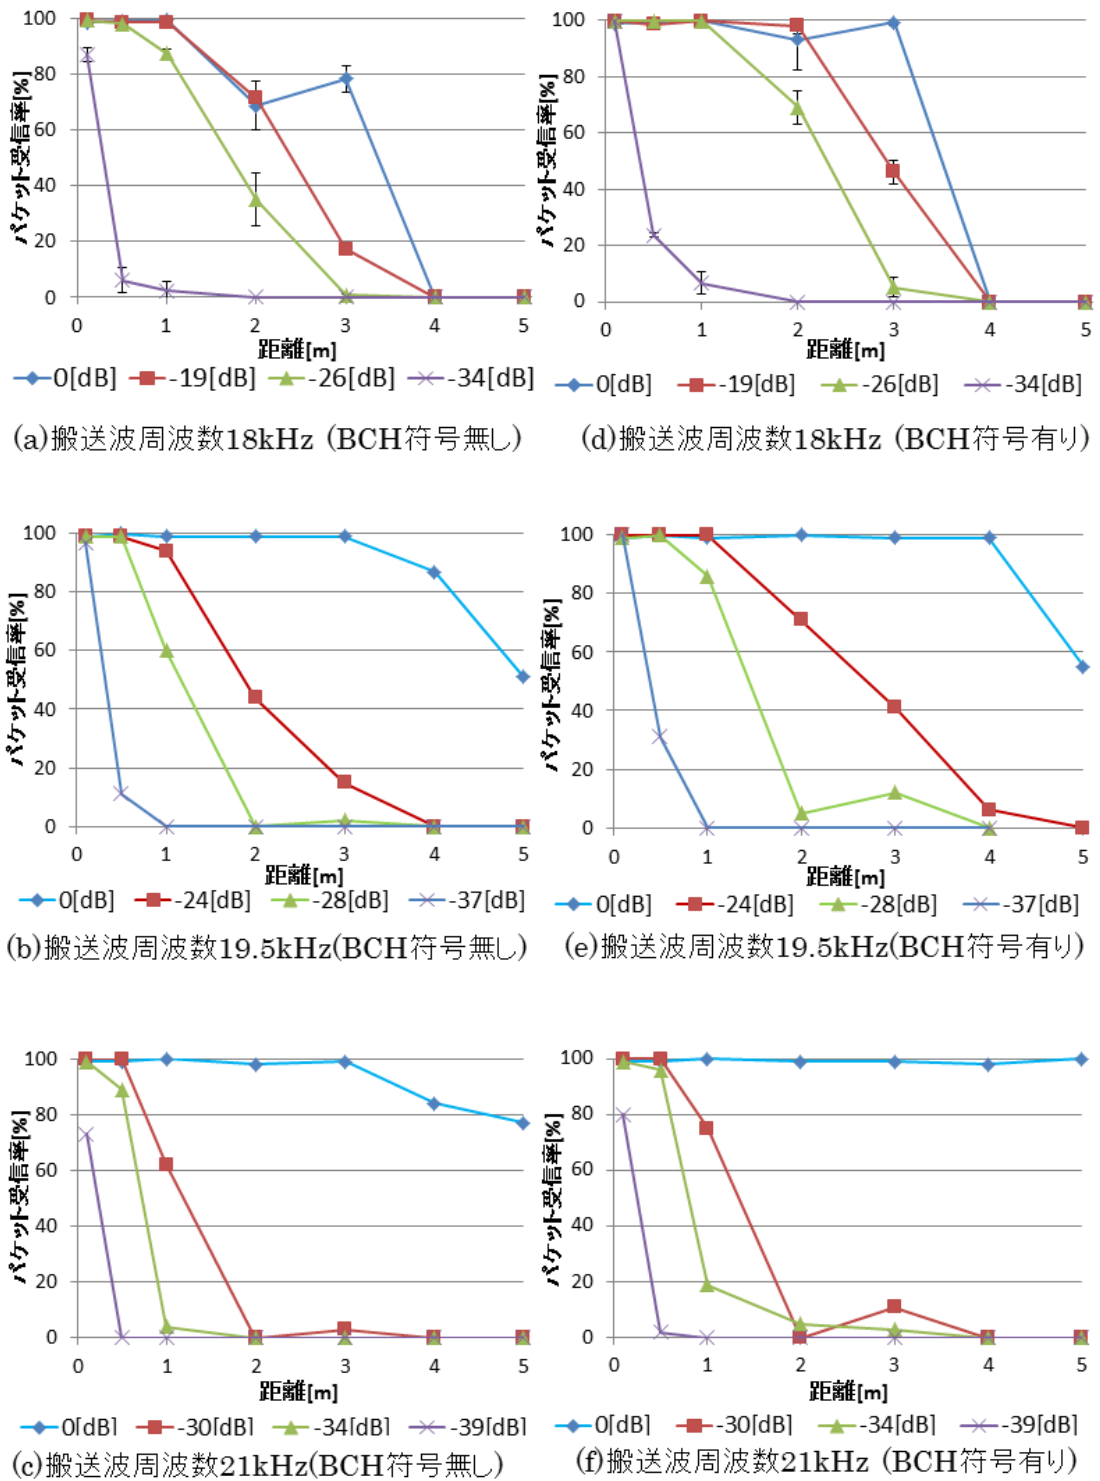 100
80
60
40
20
0
パケット受信率[%]
0 1 2 3 4 5
距離[m]
0[dB] -19[dB] -26[dB] -34[dB]
(a)搬送波周波数18kHz (BCH符号無し)
100
80
60
40
20
0
パケット受信率[%]
0 1 2 3 4 5
距離[m]
0[dB] -19[dB] -26[dB] -34[dB]
(d)搬送波周波数18kHz (BCH符号有り)
100
80
60
40
20
0
パケット受信率[%]
0 1 2 3 4 5
距離[m]
0[dB] -24[dB] -28[dB] -37[dB]
(b)搬送波周波数19.5kHz(BCH符号無し)
100
80
60
40
20
0
パケット受信率[%]
0 1 2 3 4 5
距離[m]
0[dB] -24[dB] -28[dB] -37[dB]
(e)搬送波周波数19.5kHz(BCH符号有り)
100
80
60
40
20
0
パケット受信率[%]
0 1 2 3 4 5
距離[m]
0[dB] -30[dB] -34[dB] -39[dB]
(c)搬送波周波数21kHz(BCH符号無し)
100
80
60
40
20
0
パケット受信率[%]
0 1 2 3 4 5
距離[m]
0[dB] -30[dB] -34[dB] -39[dB]
(f)搬送波周波数21kHz (BCH符号有り)